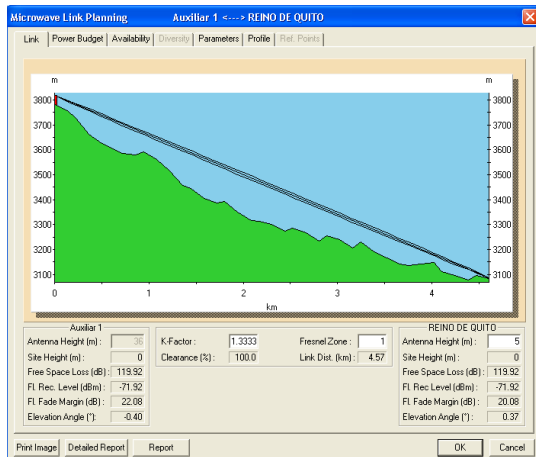 Microwave Link Planning Auxiliar 1 <---> REINO DE QUITO
Link Power Budget Availability Diversity Parameters Profile Ref. Points
m m
3800 3800
3700 3700
3600 3600
3500 3500
3400 3400
3300 3300
3200 3200
3100 3100
0 1 2 3 4
km
Auxiliar 1
Antenna Height (m) : 36
Site Height (m) : 0
Free Space Loss (dB) : 119.92
Fl. Rec. Level (dBm) : -71.92
Fl. Fade Margin (dB) : 22.08
Elevation Angle (°): -0.40
K-Factor : 1.3333
Clearance (%) : 100.0
Fresnel Zone : 1
Link Dist. (km) : 4.57
REINO DE QUITO
Antenna Height (m) : 5
Site Height (m) : 0
Free Space Loss (dB) : 119.92
Fl. Rec. Level (dBm) : -71.92
Fl. Fade Margin (dB) : 20.08
Elevation Angle (°): 0.37
Print Image Detailed Report Report OK Cancel